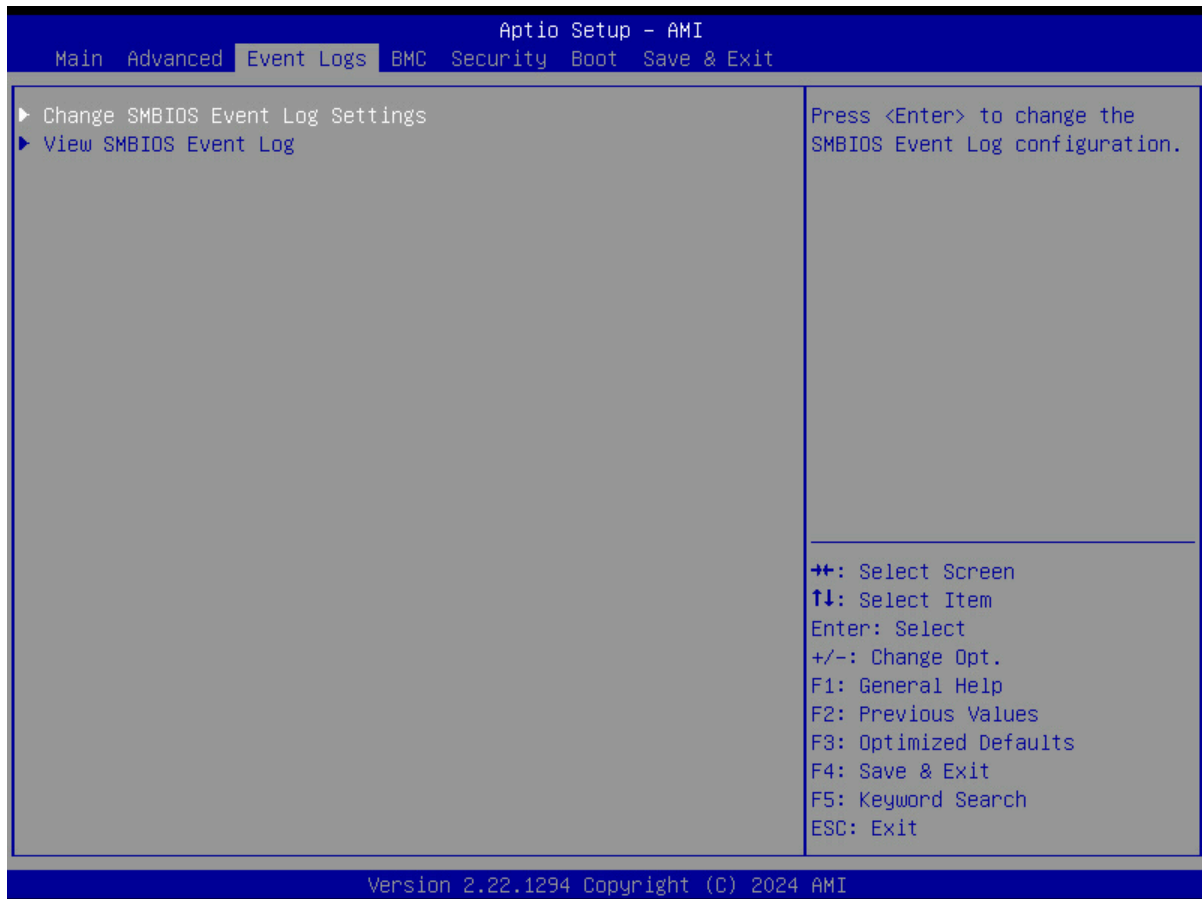 Aptio Setup – AMI
Main Advanced Event Logs BMC Security Boot Save & Exit
▶ Change SMBIOS Event Log Settings
▶ View SMBIOS Event Log
Press <Enter> to change the
SMBIOS Event Log configuration.
→←: Select Screen
↑↓: Select Item
Enter: Select
+/-: Change Opt.
F1: General Help
F2: Previous Values
F3: Optimized Defaults
F4: Save & Exit
F5: Keyword Search
ESC: Exit
Version 2.22.1294 Copyright (C) 2024 AMI